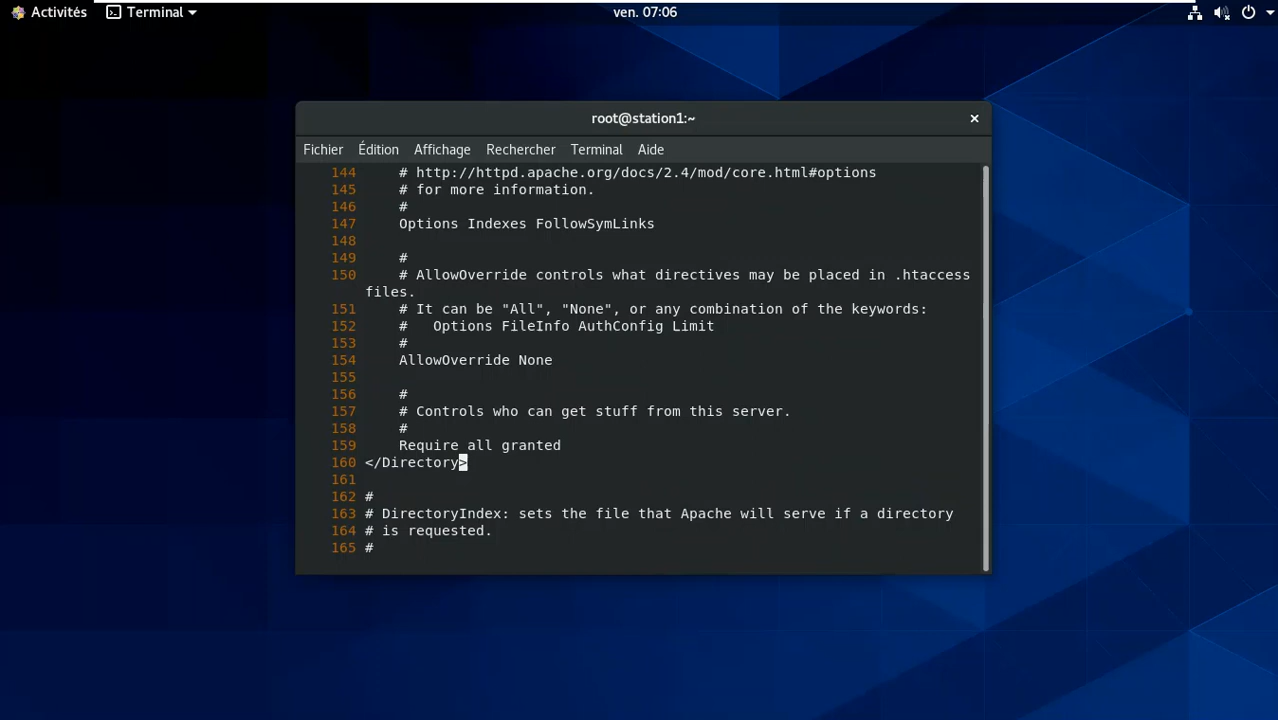 Activités Terminal ven. 07:06
root@station1:~
Fichier Édition Affichage Rechercher Terminal Aide
144     # http://httpd.apache.org/docs/2.4/mod/core.html#options
145     # for more information.
146     #
147     Options Indexes FollowSymLinks
148
149     #
150     # AllowOverride controls what directives may be placed in .htaccess
files.
151     # It can be "All", "None", or any combination of the keywords:
152     #   Options FileInfo AuthConfig Limit
153     #
154     AllowOverride None
155
156     #
157     # Controls who can get stuff from this server.
158     #
159     Require all granted
160 </Directory>
161
162 #
163 # DirectoryIndex: sets the file that Apache will serve if a directory
164 # is requested.
165 #